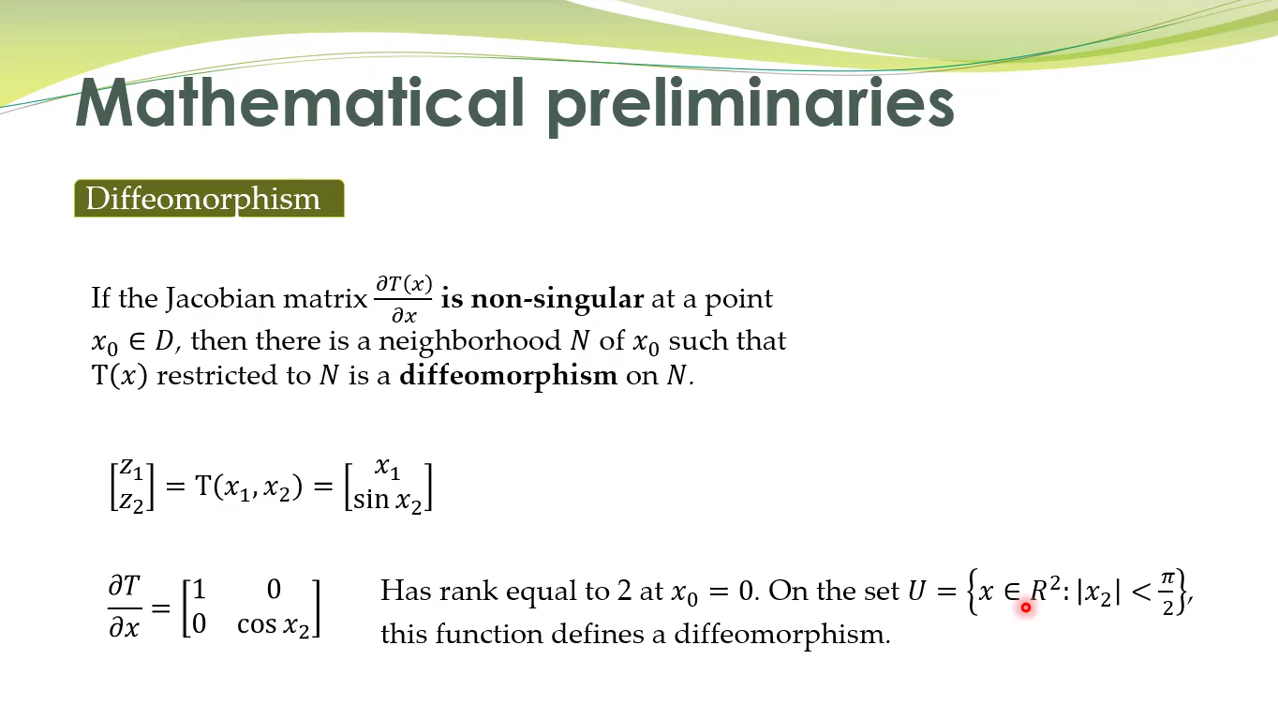 Mathematical preliminaries
Diffeomorphism
If the Jacobian matrix ∂T(x)/∂x is non-singular at a point
x₀ ∈ D, then there is a neighborhood N of x₀ such that
T(x) restricted to N is a diffeomorphism on N.
[z₁; z₂] = T(x₁, x₂) = [x₁; sin x₂]
∂T/∂x = [1 0; 0 cos x₂]
Has rank equal to 2 at x₀ = 0. On the set U = {x ∈ R²: |x₂| < π/2},
this function defines a diffeomorphism.